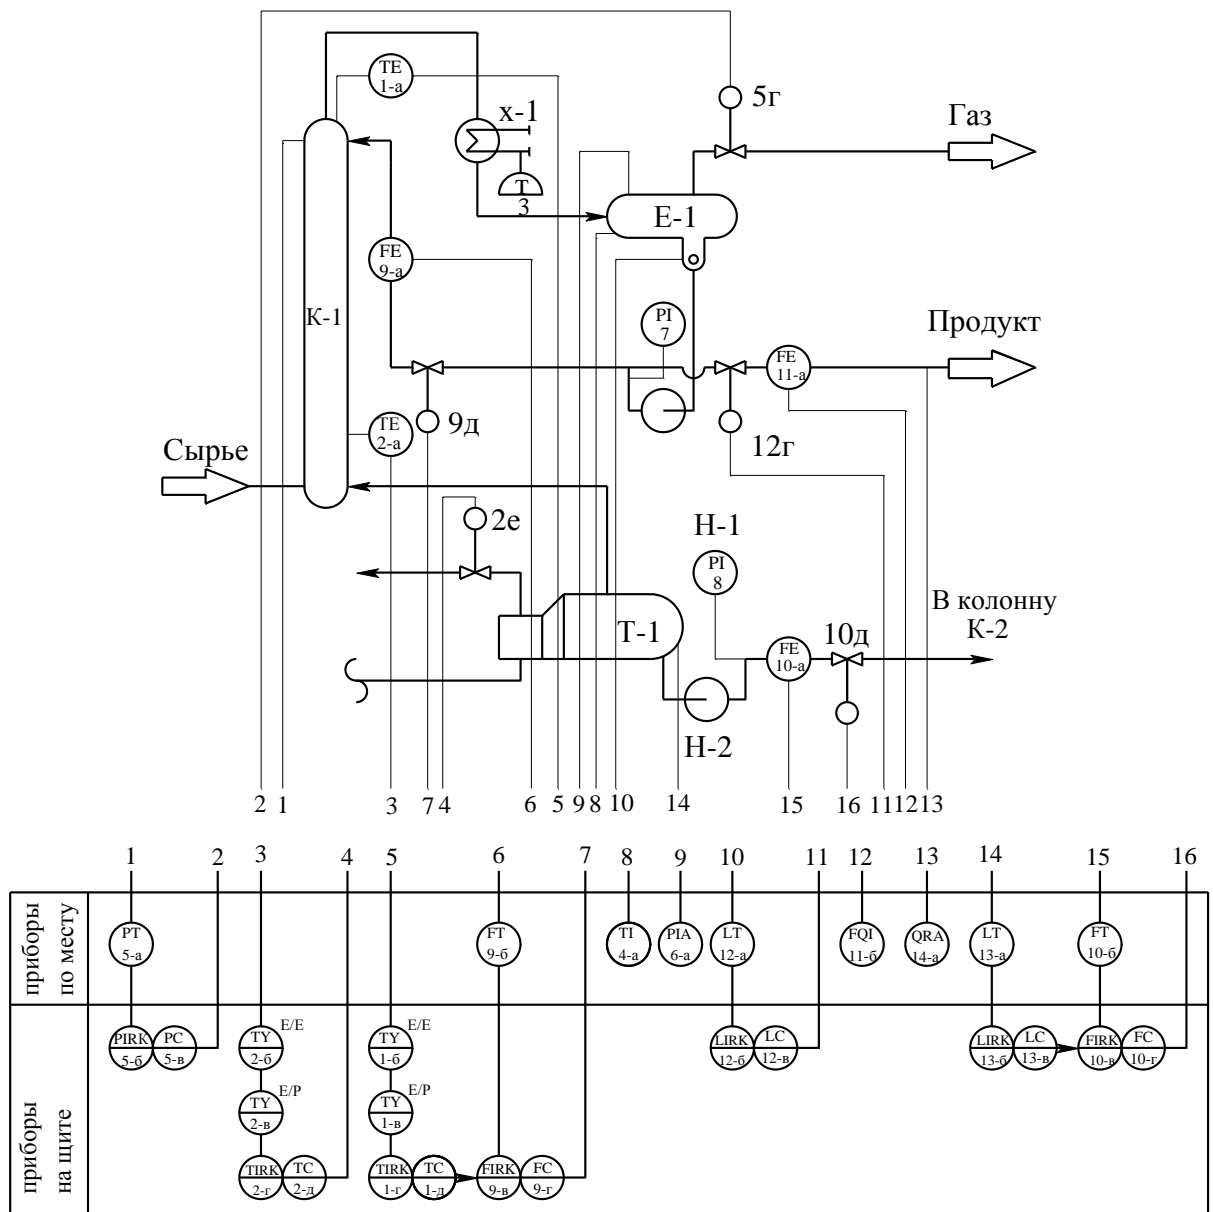 5г
Газ
TE
1-а
х-1
Т
3
Е-1
FE
9-а
К-1
PI
7
Продукт
FE
11-а
TE
2-а
9д
12г
Сырье
2е
Н-1
PI
8
В колонну
К-2
Т-1
10д
FE
10-а
Н-2
2 1 3 7 4 6 5 9 8 10 14 15 16 11 12 13
1 2 3 4 5 6 7 8 9 10 11 12 13 14 15 16
приборы
по месту
PT
5-а
FT
9-б
TI
4-а
PIA
6-а
LT
12-а
FQI
11-б
QRA
14-а
LT
13-а
FT
10-б
приборы
на щите
PIRK
5-б
PC
5-в
TY
2-б
E/E
TY
1-б
E/E
LIRK
12-б
LC
12-в
LIRK
13-б
LC
13-в
FIRK
10-в
FC
10-г
TY
2-в
E/P
TY
1-в
E/P
TIRK
2-г
TC
2-д
TIRK
1-г
TC
1-д
FIRK
9-в
FC
9-г